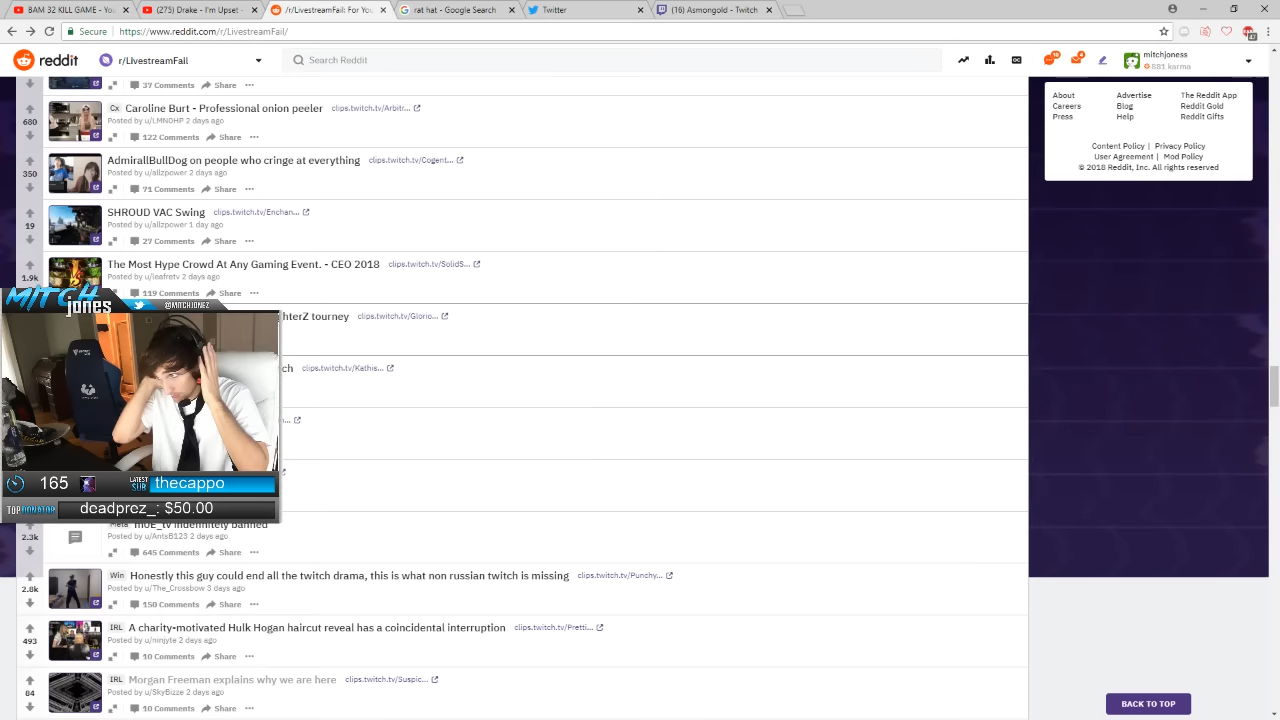 BAM 32 KILL GAME - Yo
(275) Drake - I'm Upset -
/r/LivestreamFail - For You
rat hat - Google Search
Twitter
(16) Asmongold - Twitch
Secure
https://www.reddit.com/r/LivestreamFail/
reddit
r/LivestreamFail
Search Reddit
mitchjoness
881 karma
37 Comments
Share
680
Cx
Caroline Burt - Professional onion peeler
clips.twitch.tv/Arbitr...
Posted by u/LMN0HP 2 days ago
122 Comments
Share
350
AdmirallBullDog on people who cringe at everything
clips.twitch.tv/Cogent...
Posted by u/allzpower 2 days ago
71 Comments
Share
19
SHROUD VAC Swing
clips.twitch.tv/Enchan...
Posted by u/allzpower 1 day ago
27 Comments
Share
1.9k
The Most Hype Crowd At Any Gaming Event. - CEO 2018
clips.twitch.tv/SolidS...
Posted by u/leafretv 2 days ago
119 Comments
Share
hterZ tourney
clips.twitch.tv/Glorio...
ch
clips.twitch.tv/Kathis...
MITCH
jones
@MITCHJONEZ
165
LATEST SUB
thecappo
TOP DONATOR
deadprez_: $50.00
2.3k
Meta
mOE_tv indefinitely banned
Posted by u/AntsB123 2 days ago
645 Comments
Share
2.8k
Win
Honestly this guy could end all the twitch drama, this is what non russian twitch is missing
clips.twitch.tv/Punchy...
Posted by u/The_Crossbow 3 days ago
150 Comments
Share
493
IRL
A charity-motivated Hulk Hogan haircut reveal has a coincidental interruption
clips.twitch.tv/Pretti...
Posted by u/ninjyte 2 days ago
10 Comments
Share
84
IRL
Morgan Freeman explains why we are here
clips.twitch.tv/Suspic...
Posted by u/SkyBizze 2 days ago
10 Comments
Share
About
Advertise
The Reddit App
Careers
Blog
Reddit Gold
Press
Help
Reddit Gifts
Content Policy |
Privacy Policy
User Agreement |
Mod Policy
© 2018 Reddit, Inc. All rights reserved
BACK TO TOP